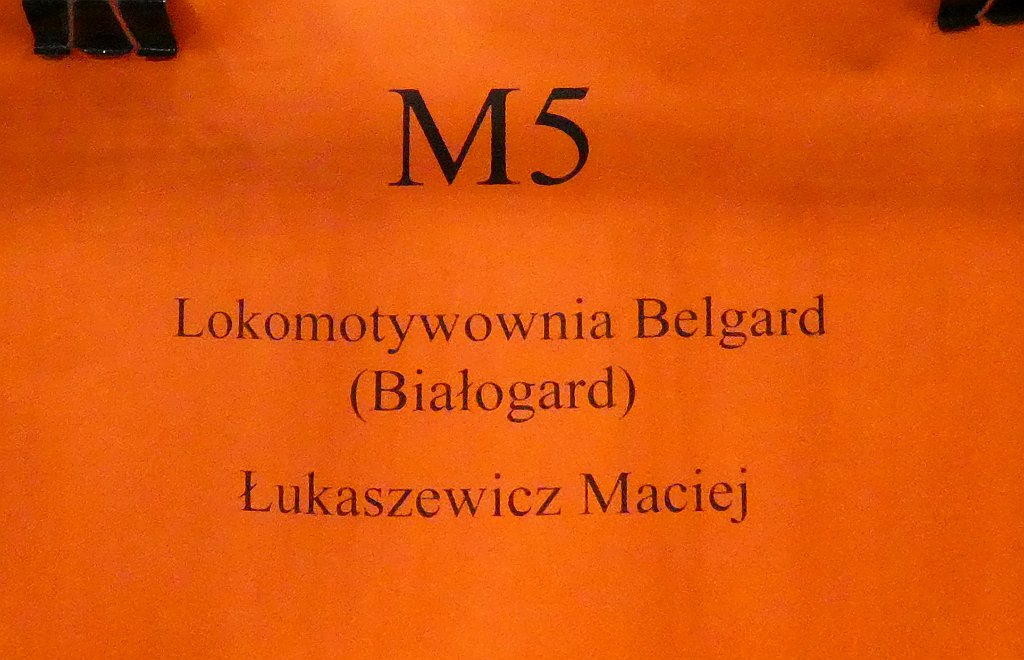 M5
Lokomotywownia Belgard
(Białogard)
Łukaszewicz Maciej